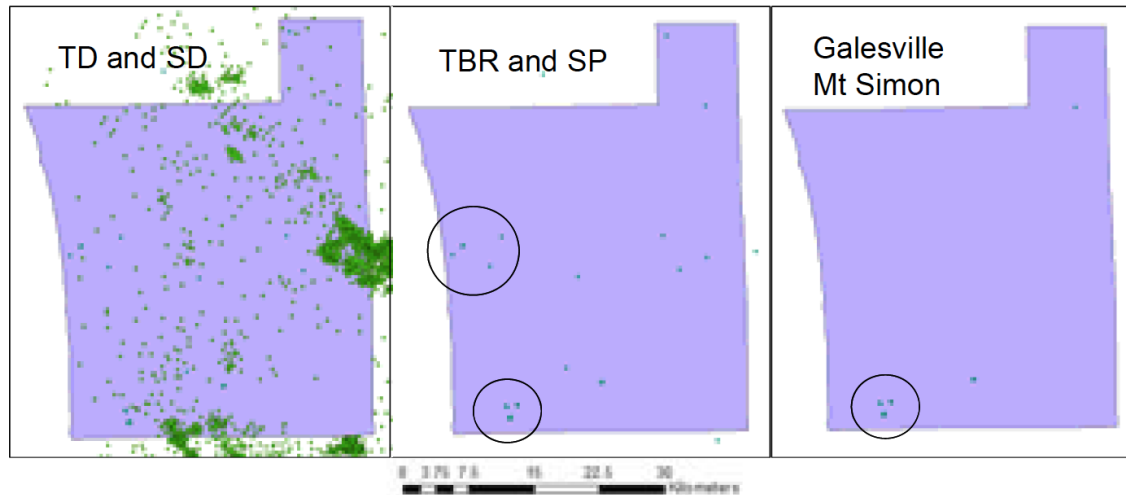 TD and SD
TBR and SP
Galesville
Mt Simon
0 3.75 7.5 15 22.5 30
Kilometers